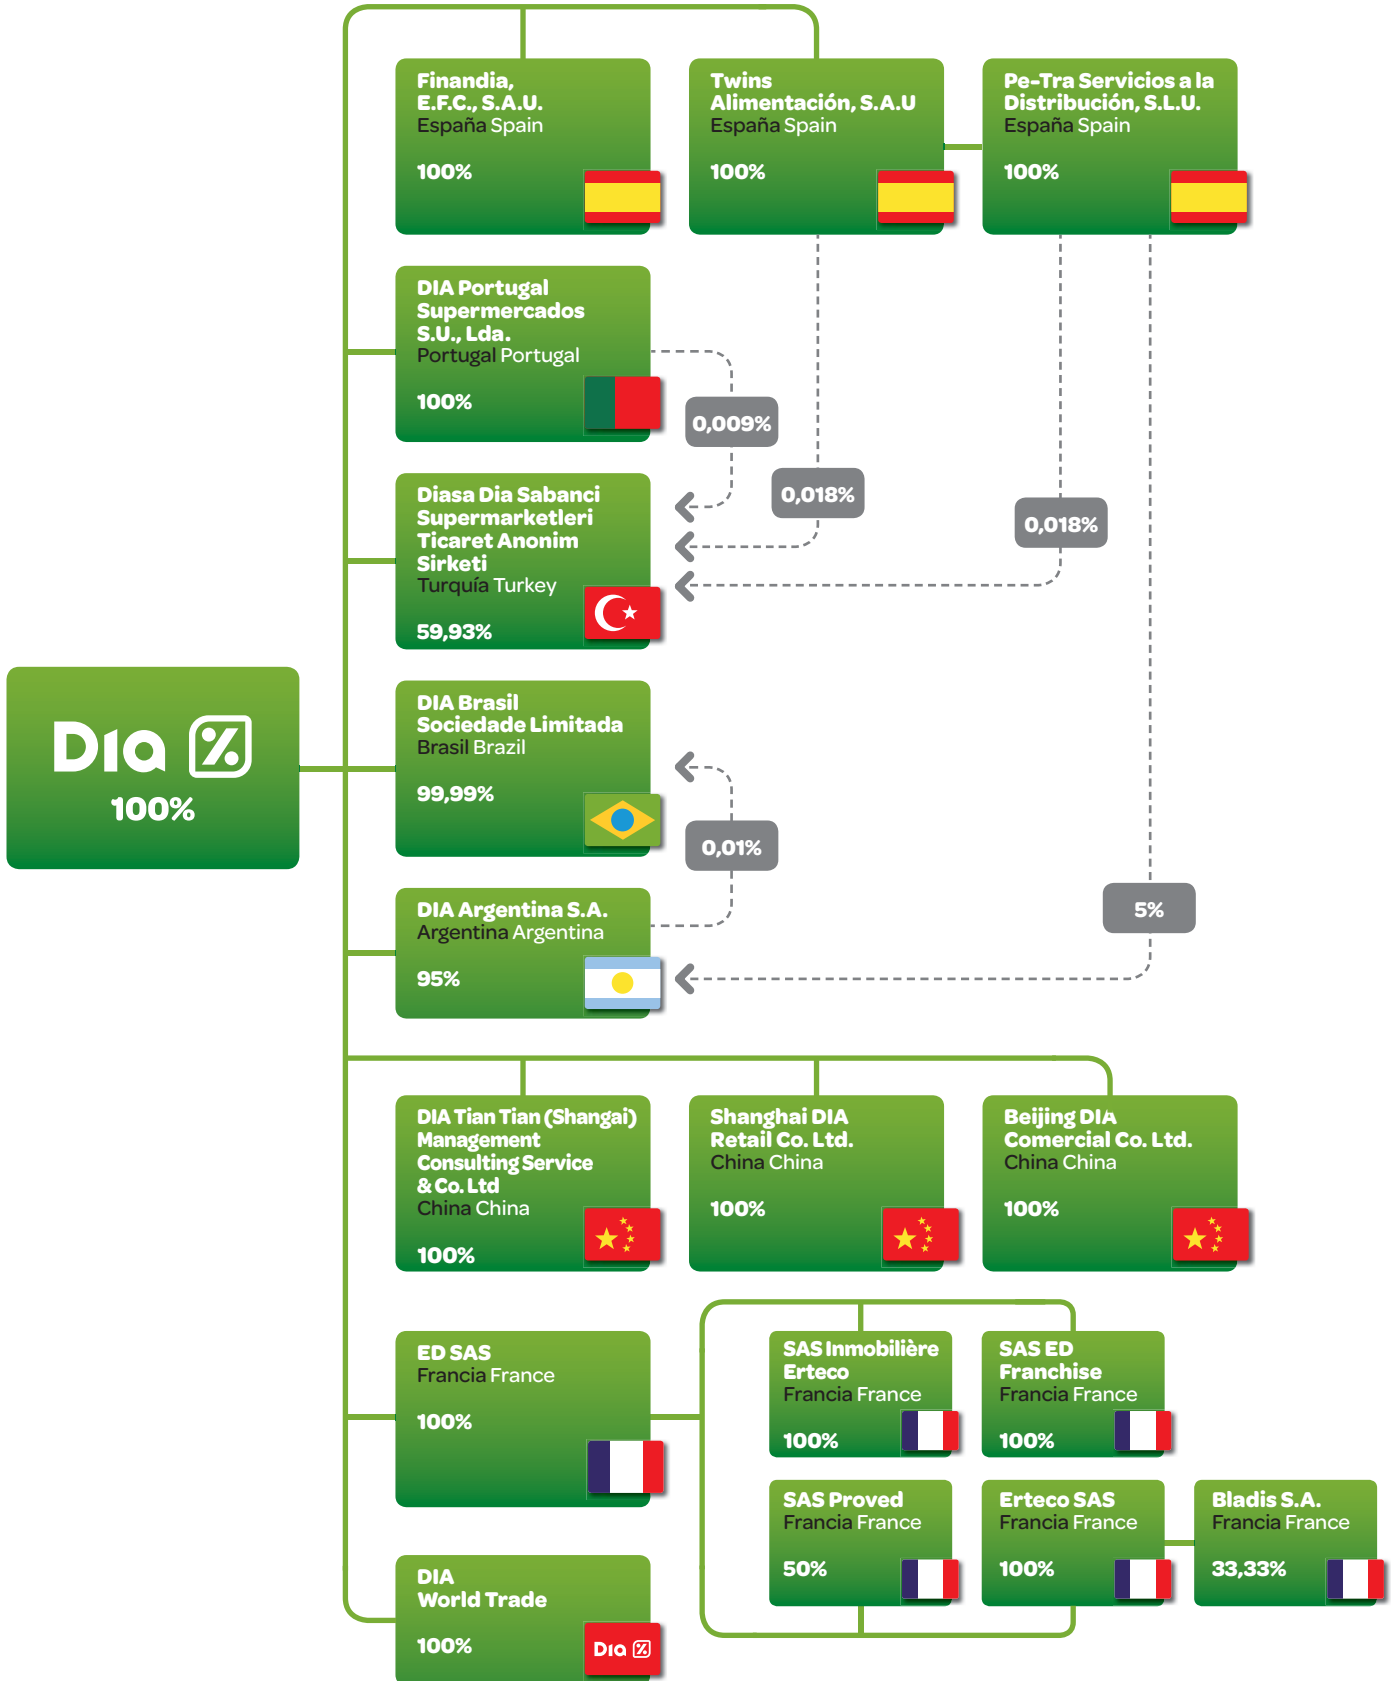 Finandia,
E.F.C., S.A.U.
España Spain
100%
Twins
Alimentación, S.A.U
España Spain
100%
Pe-Tra Servicios a la
Distribución, S.L.U.
España Spain
100%
DIA Portugal
Supermercados
S.U., Lda.
Portugal Portugal
100%
0,009%
Diasa Dia Sabanci
Supermarketleri
Ticaret Anonim
Sirketi
Turquía Turkey
59,93%
0,018%
0,018%
Dia %
100%
DIA Brasil
Sociedade Limitada
Brasil Brazil
99,99%
0,01%
DIA Argentina S.A.
Argentina Argentina
95%
5%
DIA Tian Tian (Shangai)
Management
Consulting Service
& Co. Ltd
China China
100%
Shanghai DIA
Retail Co. Ltd.
China China
100%
Beijing DIA
Comercial Co. Ltd.
China China
100%
ED SAS
Francia France
100%
SAS Inmobilière
Erteco
Francia France
100%
SAS ED
Franchise
Francia France
100%
SAS Proved
Francia France
50%
Erteco SAS
Francia France
100%
Bladis S.A.
Francia France
33,33%
DIA
World Trade
100%
Dia %